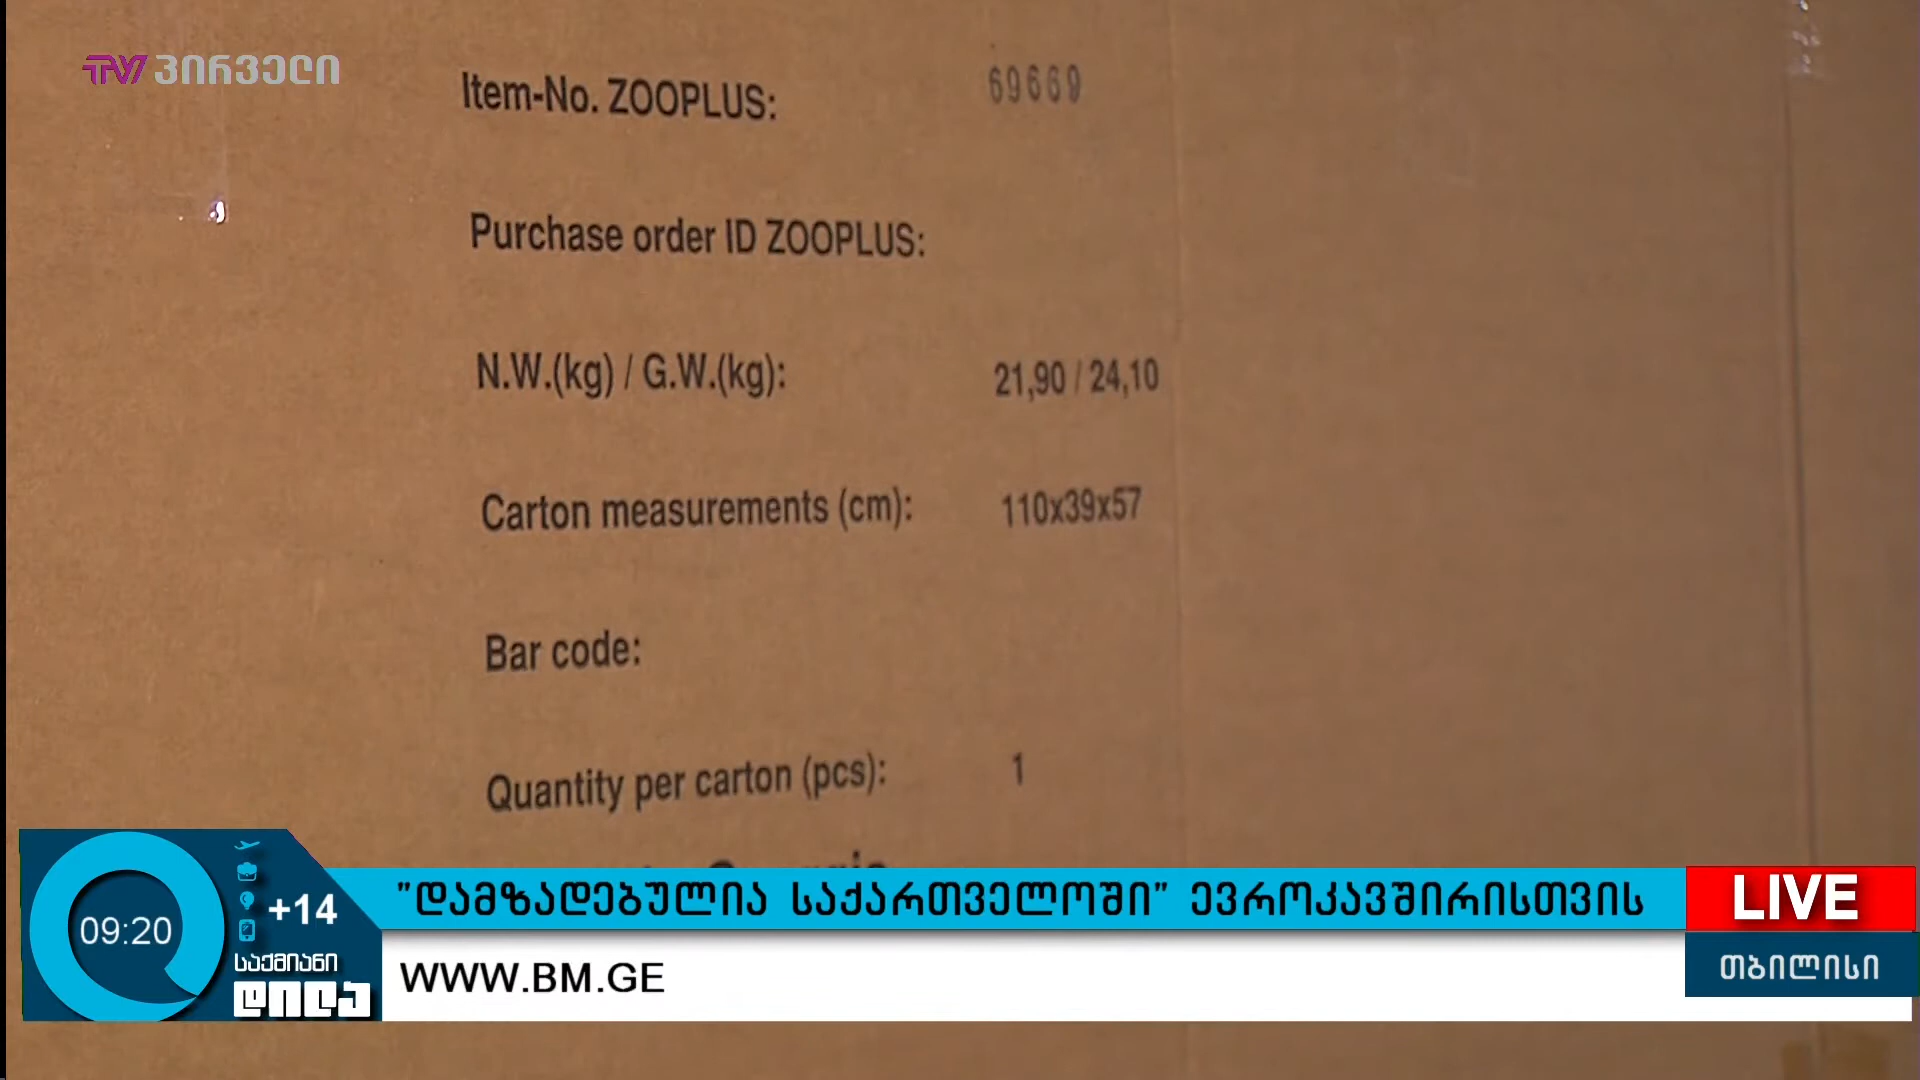 TV პირველი
Item-No. ZOOPLUS: 69669
Purchase order ID ZOOPLUS:
N.W.(kg) / G.W.(kg): 21,90 / 24,10
Carton measurements (cm): 110x39x57
Bar code:
Quantity per carton (pcs): 1
"დამზადებულია საქართველოში" ევროკავშირისთვის
LIVE
09:20
+14
საქმიანი
დილა
WWW.BM.GE
თბილისი